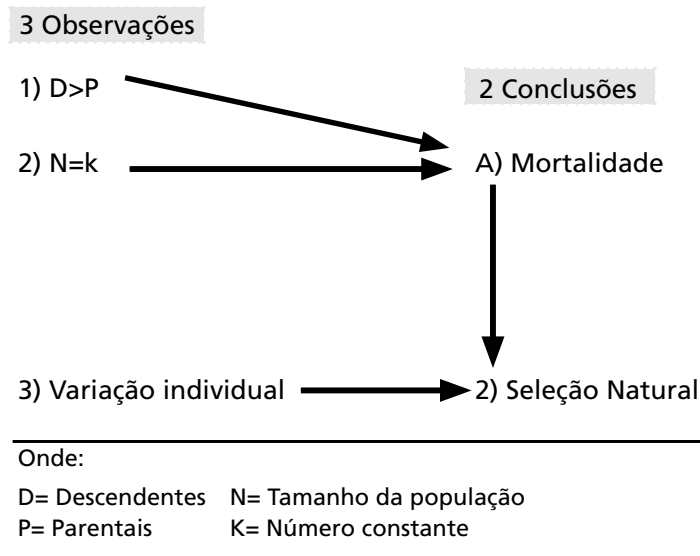 3 Observações
1) D>P
2 Conclusões
2) N=k
A) Mortalidade
3) Variação individual
2) Seleção Natural
Onde:
D= Descendentes N= Tamanho da população
P= Parentais K= Número constante